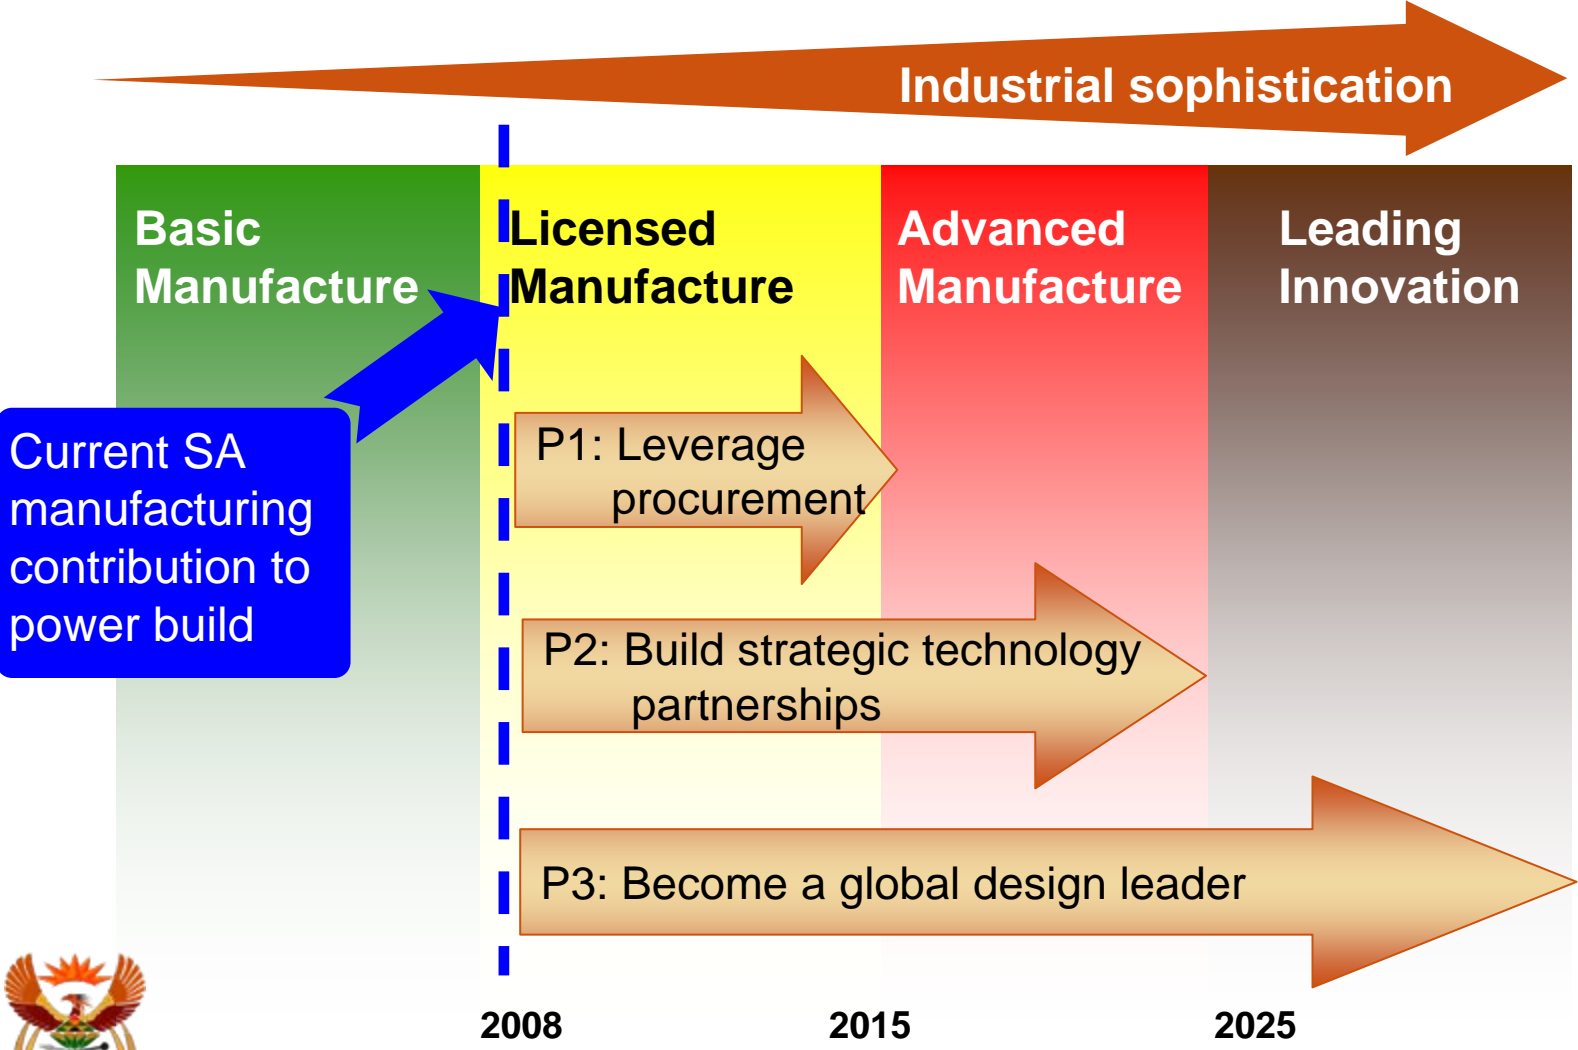 Industrial sophistication
Basic
Manufacture
Licensed
Manufacture
Advanced
Manufacture
Leading
Innovation
Current SA
manufacturing
contribution to
power build
P1: Leverage
procurement
P2: Build strategic technology
partnerships
P3: Become a global design leader
2008
2015
2025